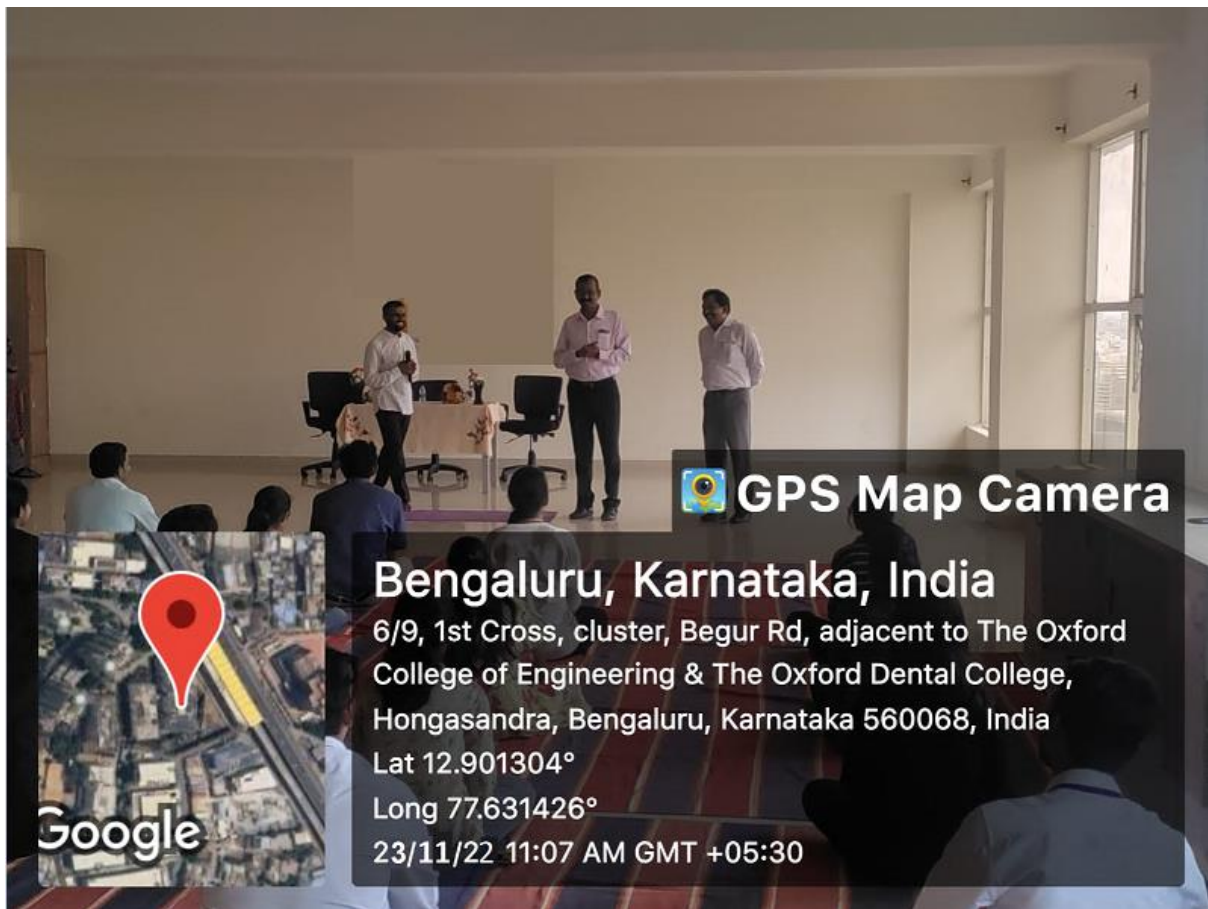 GPS Map Camera
Bengaluru, Karnataka, India
6/9, 1st Cross, cluster, Begur Rd, adjacent to The Oxford
College of Engineering & The Oxford Dental College,
Hongasandra, Bengaluru, Karnataka 560068, India
Lat 12.901304°
Long 77.631426°
23/11/22 11:07 AM GMT +05:30
Google